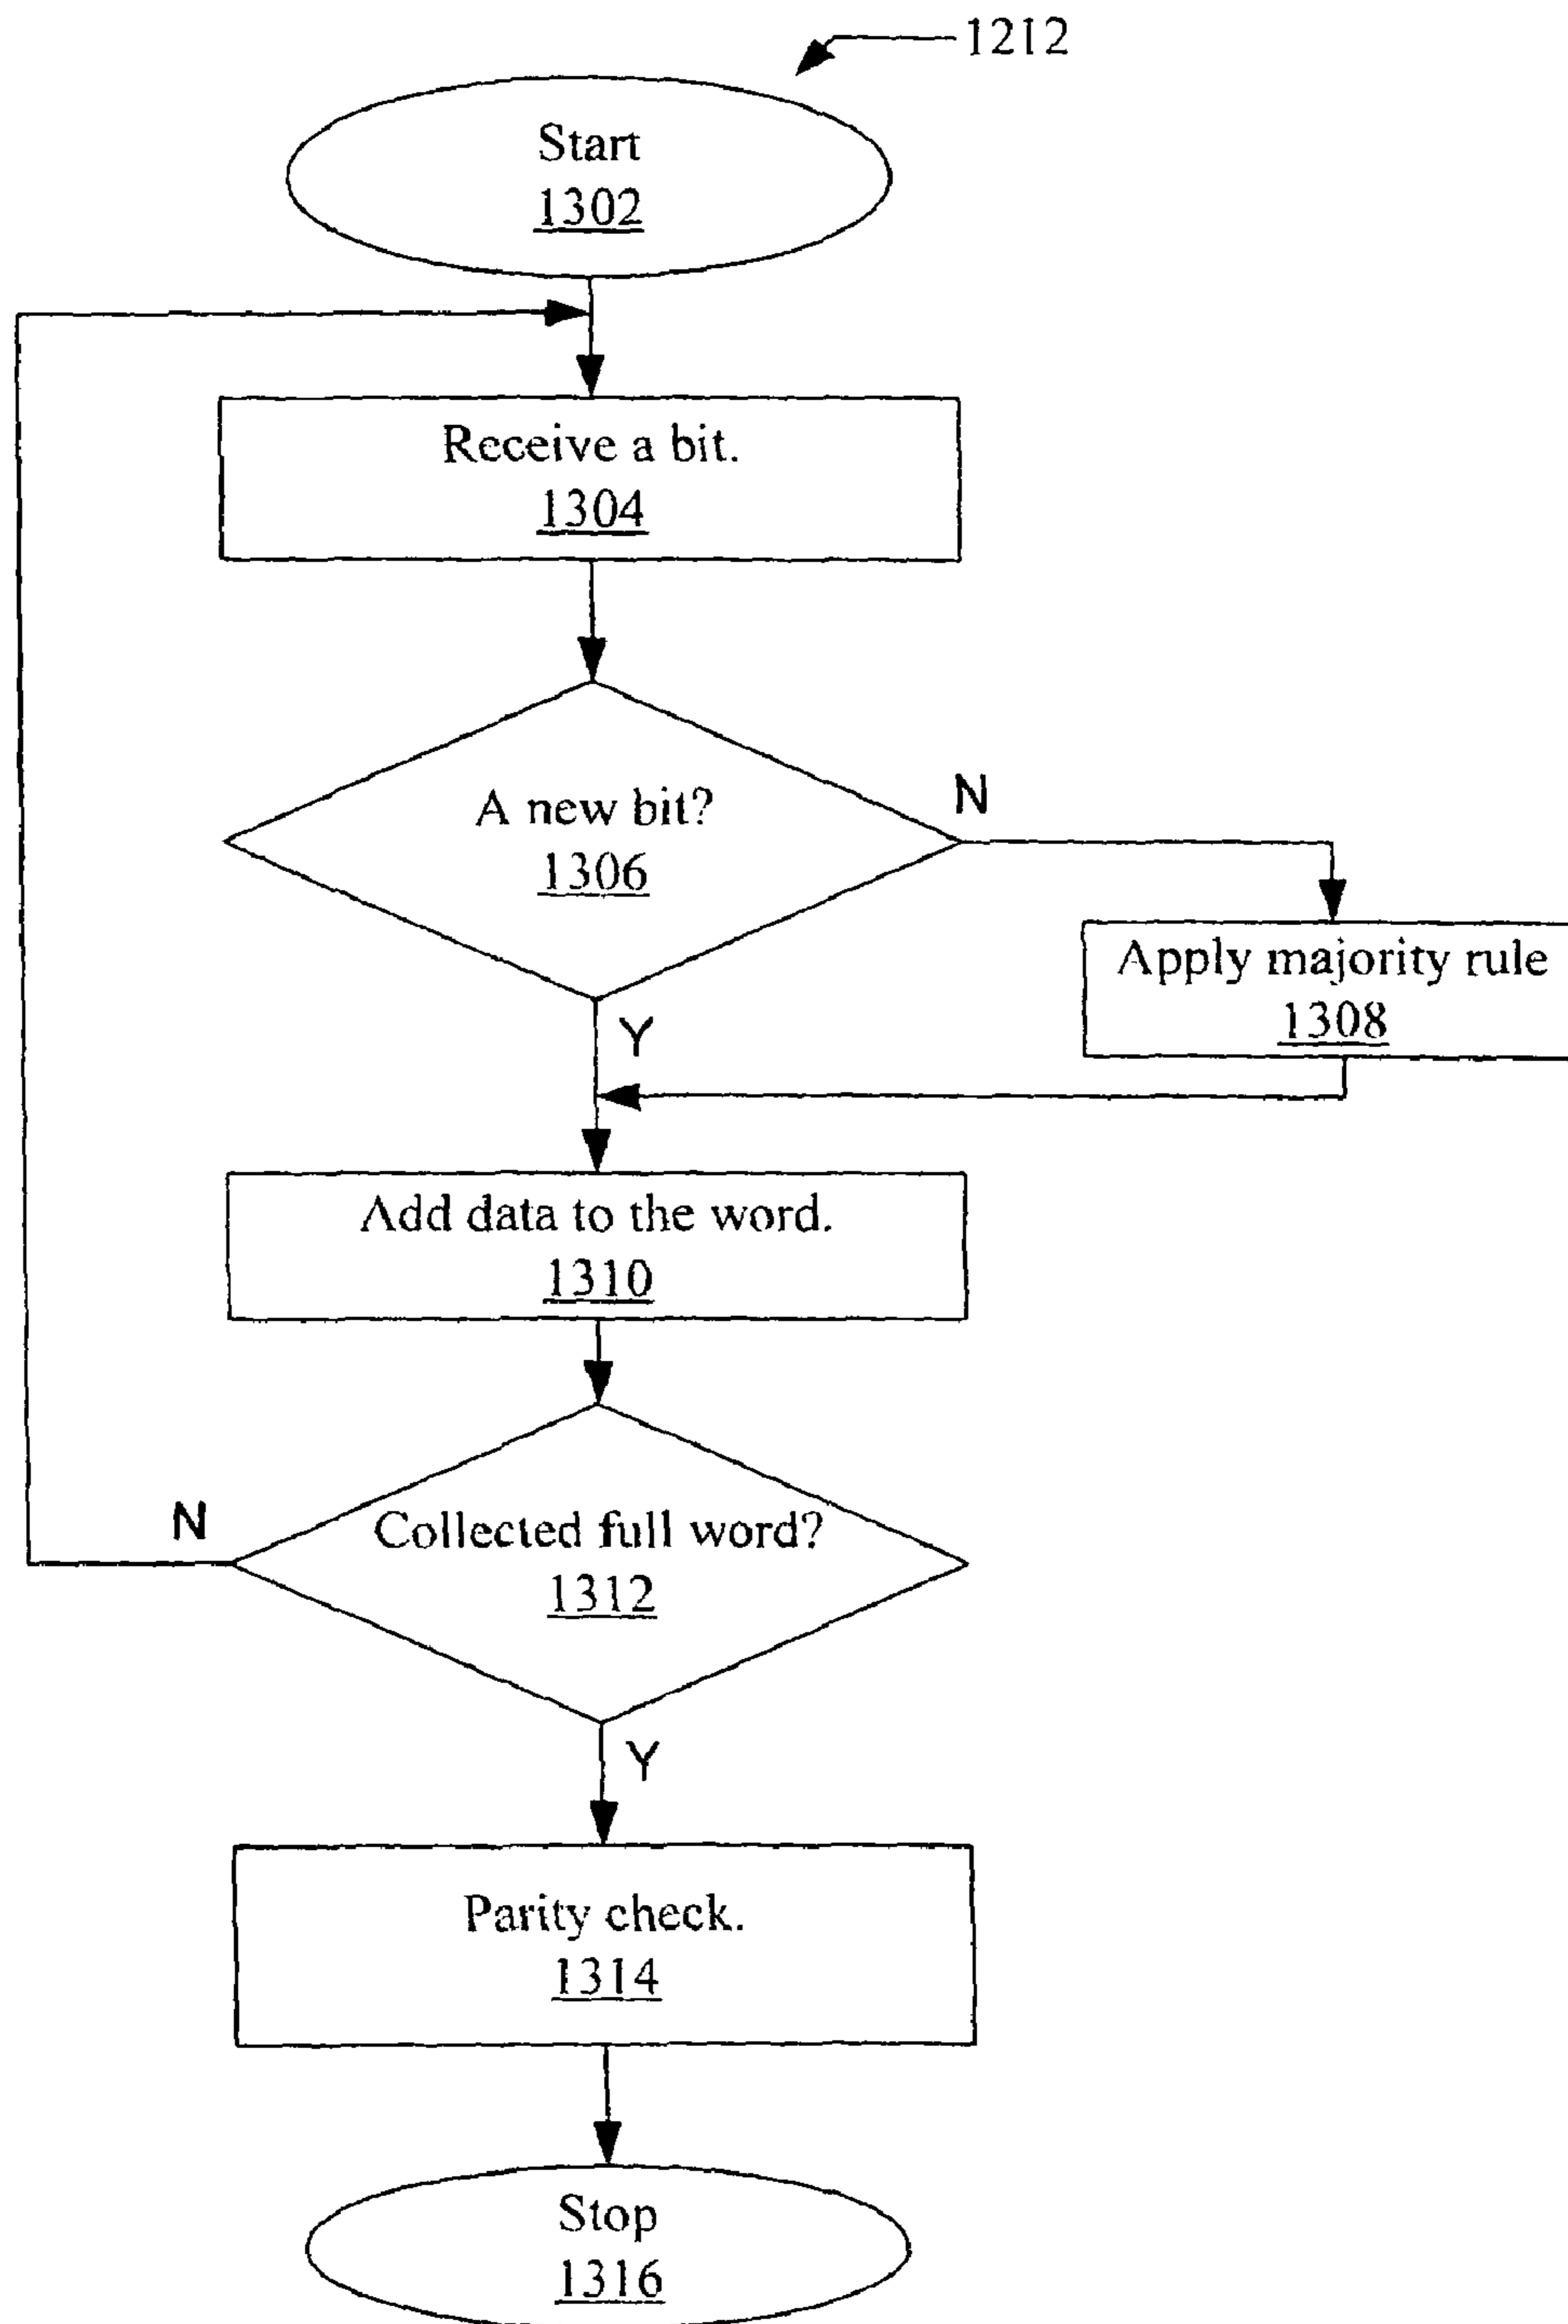 1212
Start
1302
Receive a bit.
1304
A new bit?
1306
N
Apply majority rule
1308
Y
Add data to the word.
1310
Collected full word?
1312
N
Y
Parity check.
1314
Stop
1316